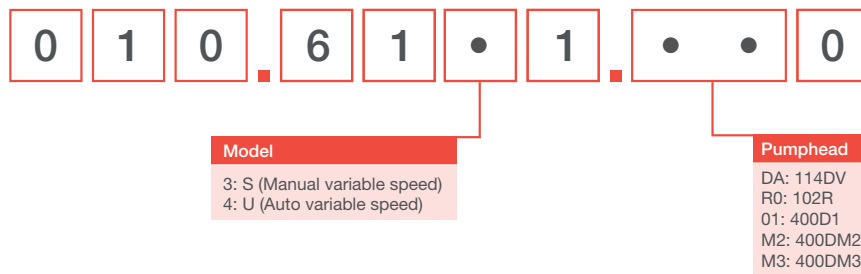 0 1 0 . 6 1 • 1 . • • 0
Model
3: S (Manual variable speed)
4: U (Auto variable speed)
Pumphead
DA: 114DV
R0: 102R
01: 400D1
M2: 400DM2
M3: 400DM3